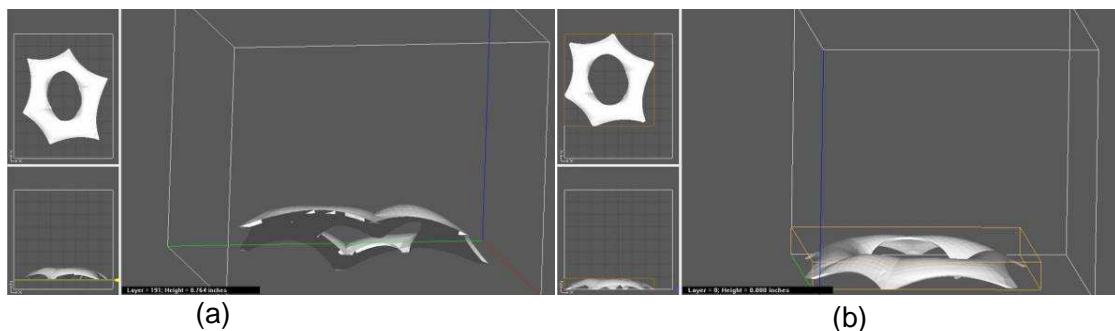 Layer = 191; Height = 0.764 inches
Layer = 0; Height = 0.000 inches
(a)
(b)